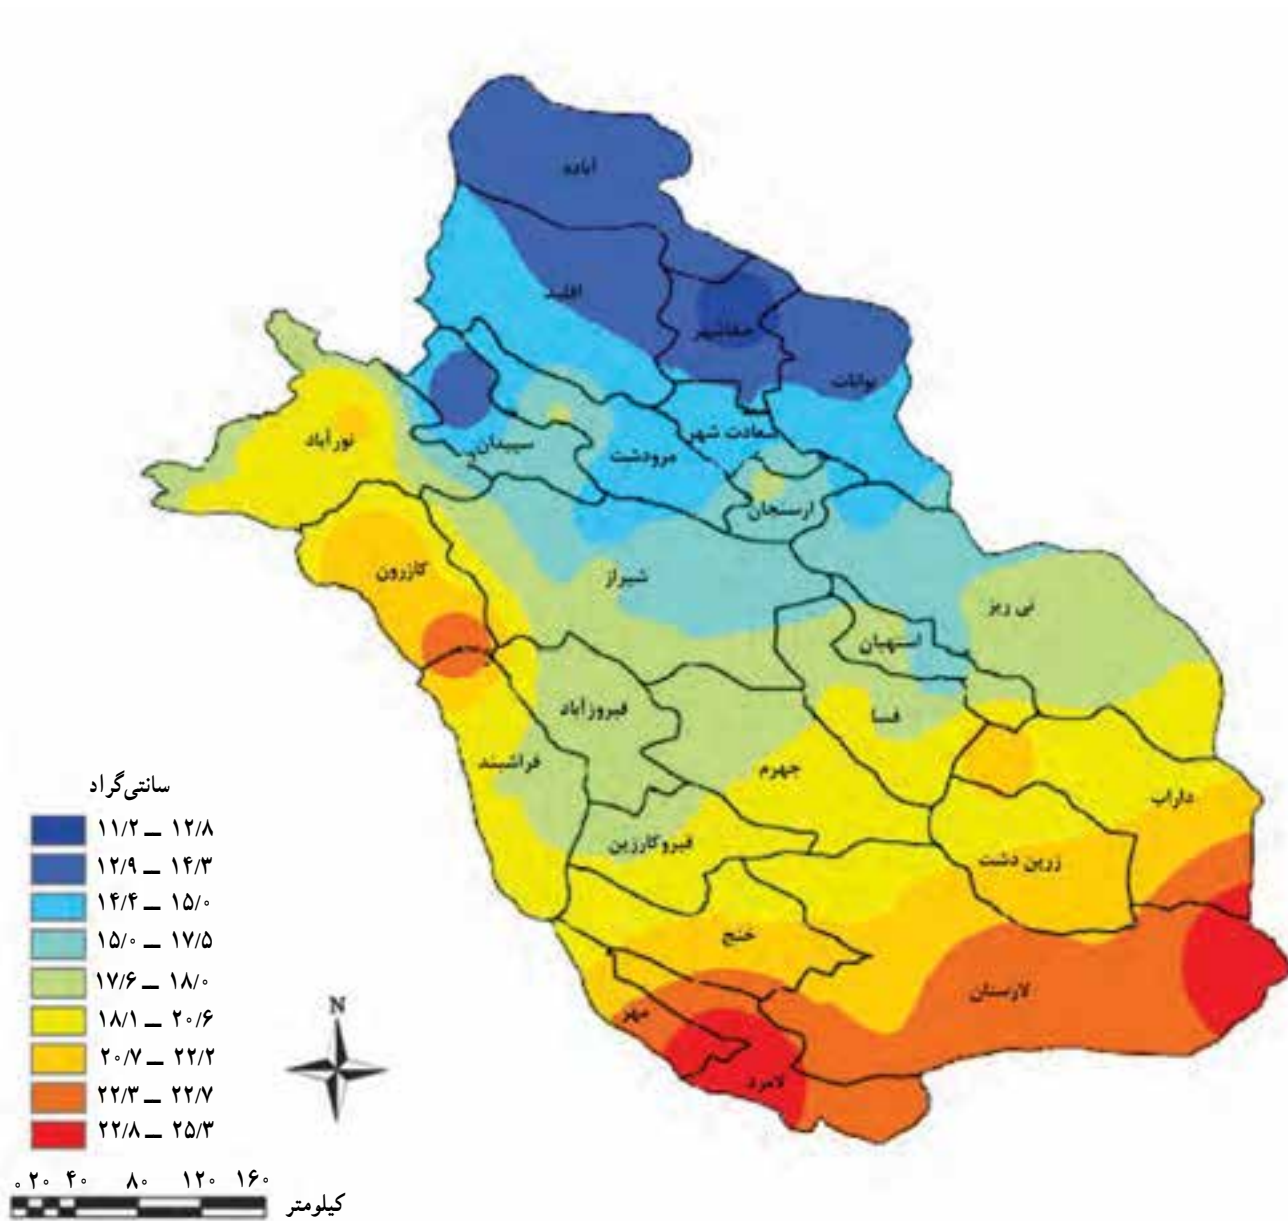 آباده
اقلید
صفاشهر
بوانات
نورآباد
سپیدان
مرودشت
سعادت شهر
ارسنجان
کازرون
شیراز
نی ریز
استهبان
فیروزآباد
فسا
فراشبند
جهرم
داراب
فیروکارزین
زرین دشت
خنج
لارستان
مهر
لامرد
سانتی‌گراد
۱۱/۲ – ۱۲/۸
۱۲/۹ – ۱۴/۳
۱۴/۴ – ۱۵/۰
۱۵/۰ – ۱۷/۵
۱۷/۶ – ۱۸/۰
۱۸/۱ – ۲۰/۶
۲۰/۷ – ۲۲/۲
۲۲/۳ – ۲۲/۷
۲۲/۸ – ۲۵/۳
N
۰ ۲۰ ۴۰ ۸۰ ۱۲۰ ۱۶۰
کیلومتر